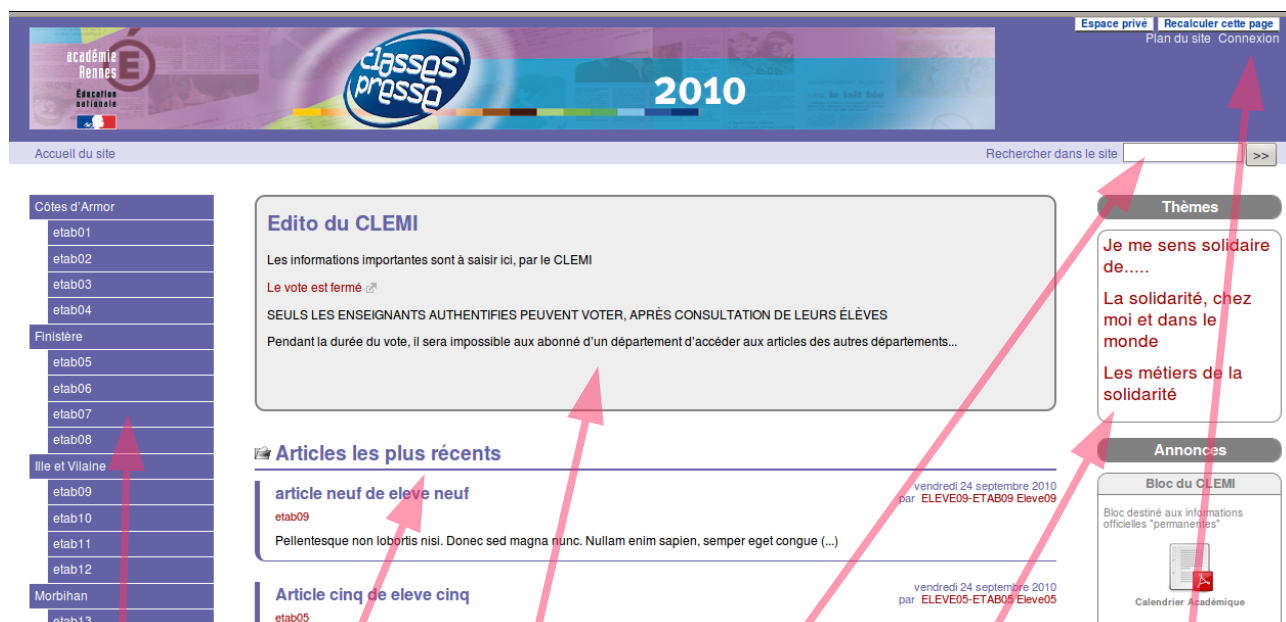 Espace privé Recalculer cette page
Plan du site Connexion
académie
Rennes
Éducation
nationale
classes
presse
2010
Accueil du site
Rechercher dans le site >>
Côtes d'Armor
etab01
etab02
etab03
etab04
Finistère
etab05
etab06
etab07
etab08
Ille et Vilaine
etab09
etab10
etab11
etab12
Morbihan
etab13
Edito du CLEMI
Les informations importantes sont à saisir ici, par le CLEMI
Le vote est fermé
SEULS LES ENSEIGNANTS AUTHENTIFIES PEUVENT VOTER, APRÈS CONSULTATION DE LEURS ÉLÈVES
Pendant la durée du vote, il sera impossible aux abonné d'un département d'accéder aux articles des autres départements...
Articles les plus récents
article neuf de eleve neuf
vendredi 24 septembre 2010
par ELEVE09-ETAB09 Eleve09
etab09
Pellentesque non lobortis nisi. Donec sed magna nunc. Nullam enim sapien, semper eget congue (...)
Article cinq de eleve cinq
vendredi 24 septembre 2010
par ELEVE05-ETAB05 Eleve05
etab05
Thèmes
Je me sens solidaire
de.....
La solidarité, chez
moi et dans le
monde
Les métiers de la
solidarité
Annonces
Bloc du CLEMI
Bloc destiné aux informations
officielles "permanentes"
Calendrier Académique